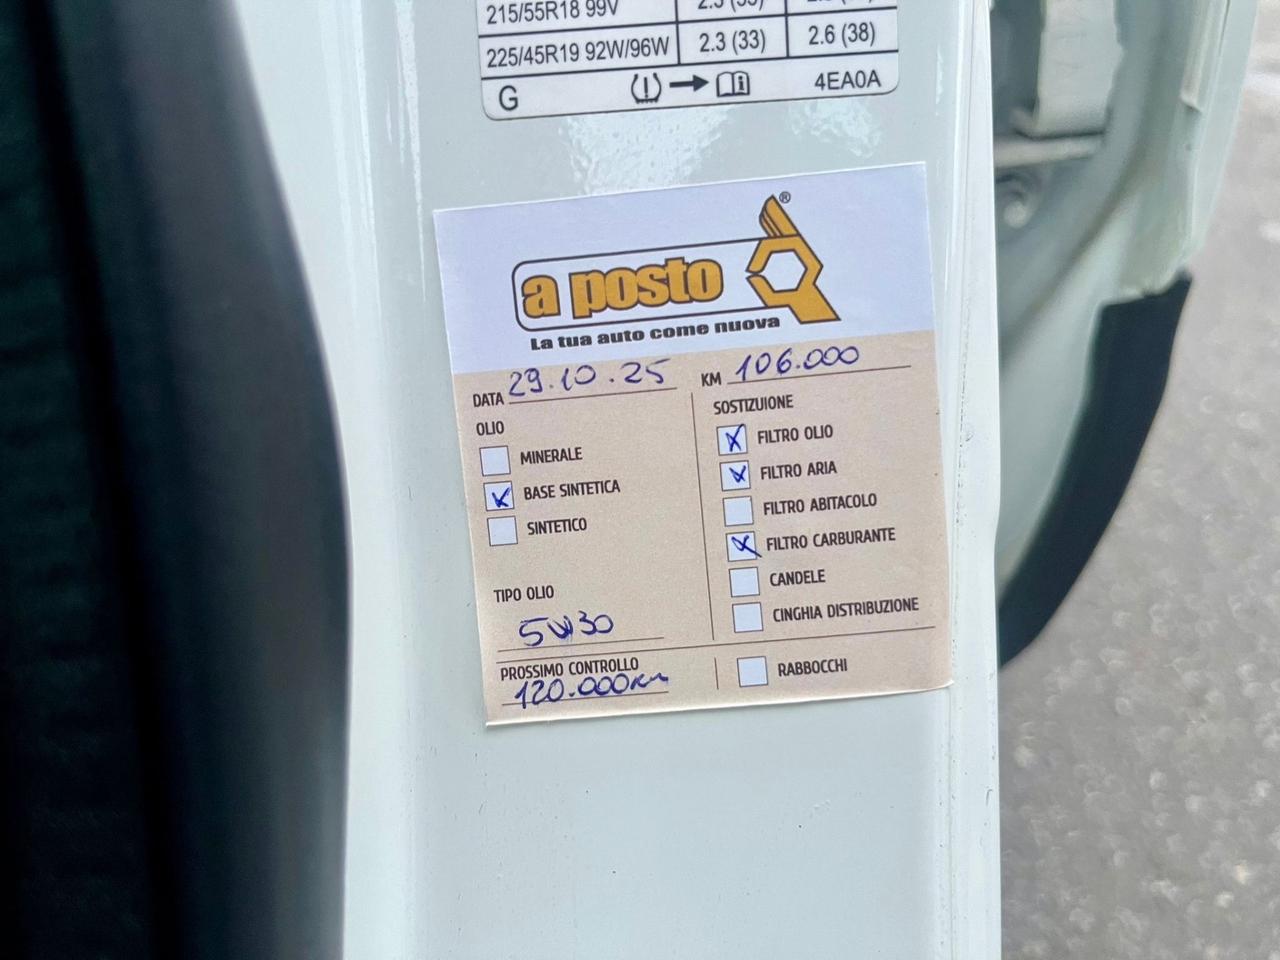 215/55R18 99V
225/45R19 92W/96W 2.3 (33) 2.6 (38)
G 4EA0A
®
a posto
La tua auto come nuova
DATA 29.10.25 KM 106.000
OLIO
MINERALE
BASE SINTETICA
SINTETICO
TIPO OLIO
5W30
PROSSIMO CONTROLLO
120.000KM
SOSTIZUIONE
FILTRO OLIO
FILTRO ARIA
FILTRO ABITACOLO
FILTRO CARBURANTE
CANDELE
CINGHIA DISTRIBUZIONE
RABBOCCHI